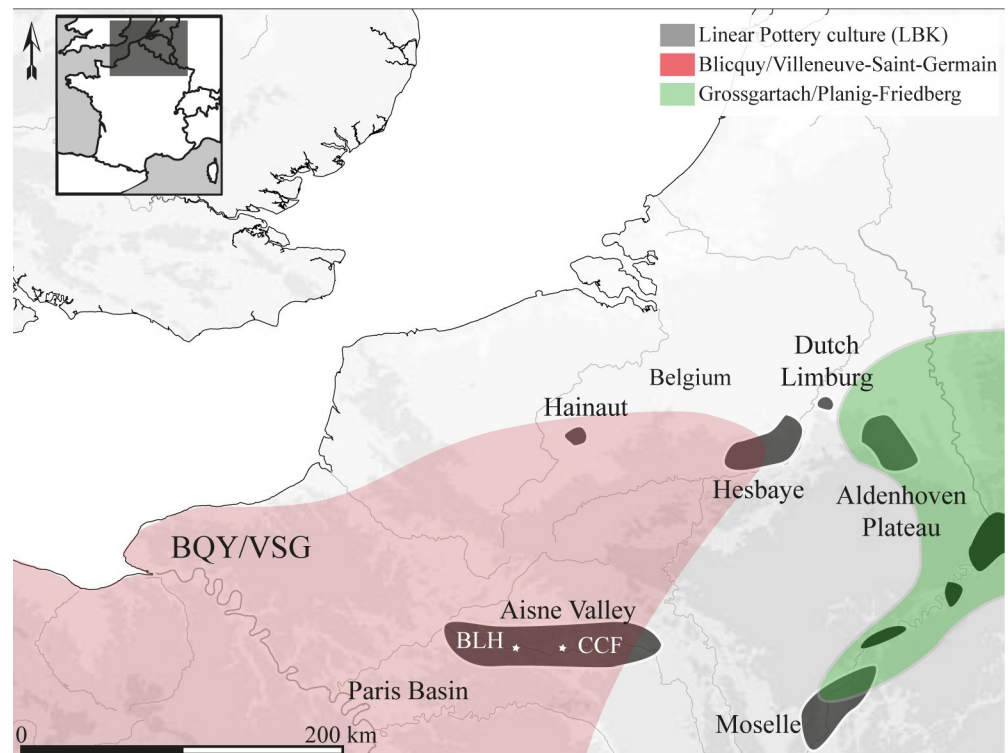 Linear Pottery culture (LBK)
Blicquy/Villeneuve-Saint-Germain
Grossgartach/Planig-Friedberg
Dutch
Limburg
Belgium
Hainaut
Hesbaye
Aldenhoven
Plateau
BQY/VSG
Aisne Valley
BLH
CCF
Paris Basin
Moselle
0
200 km